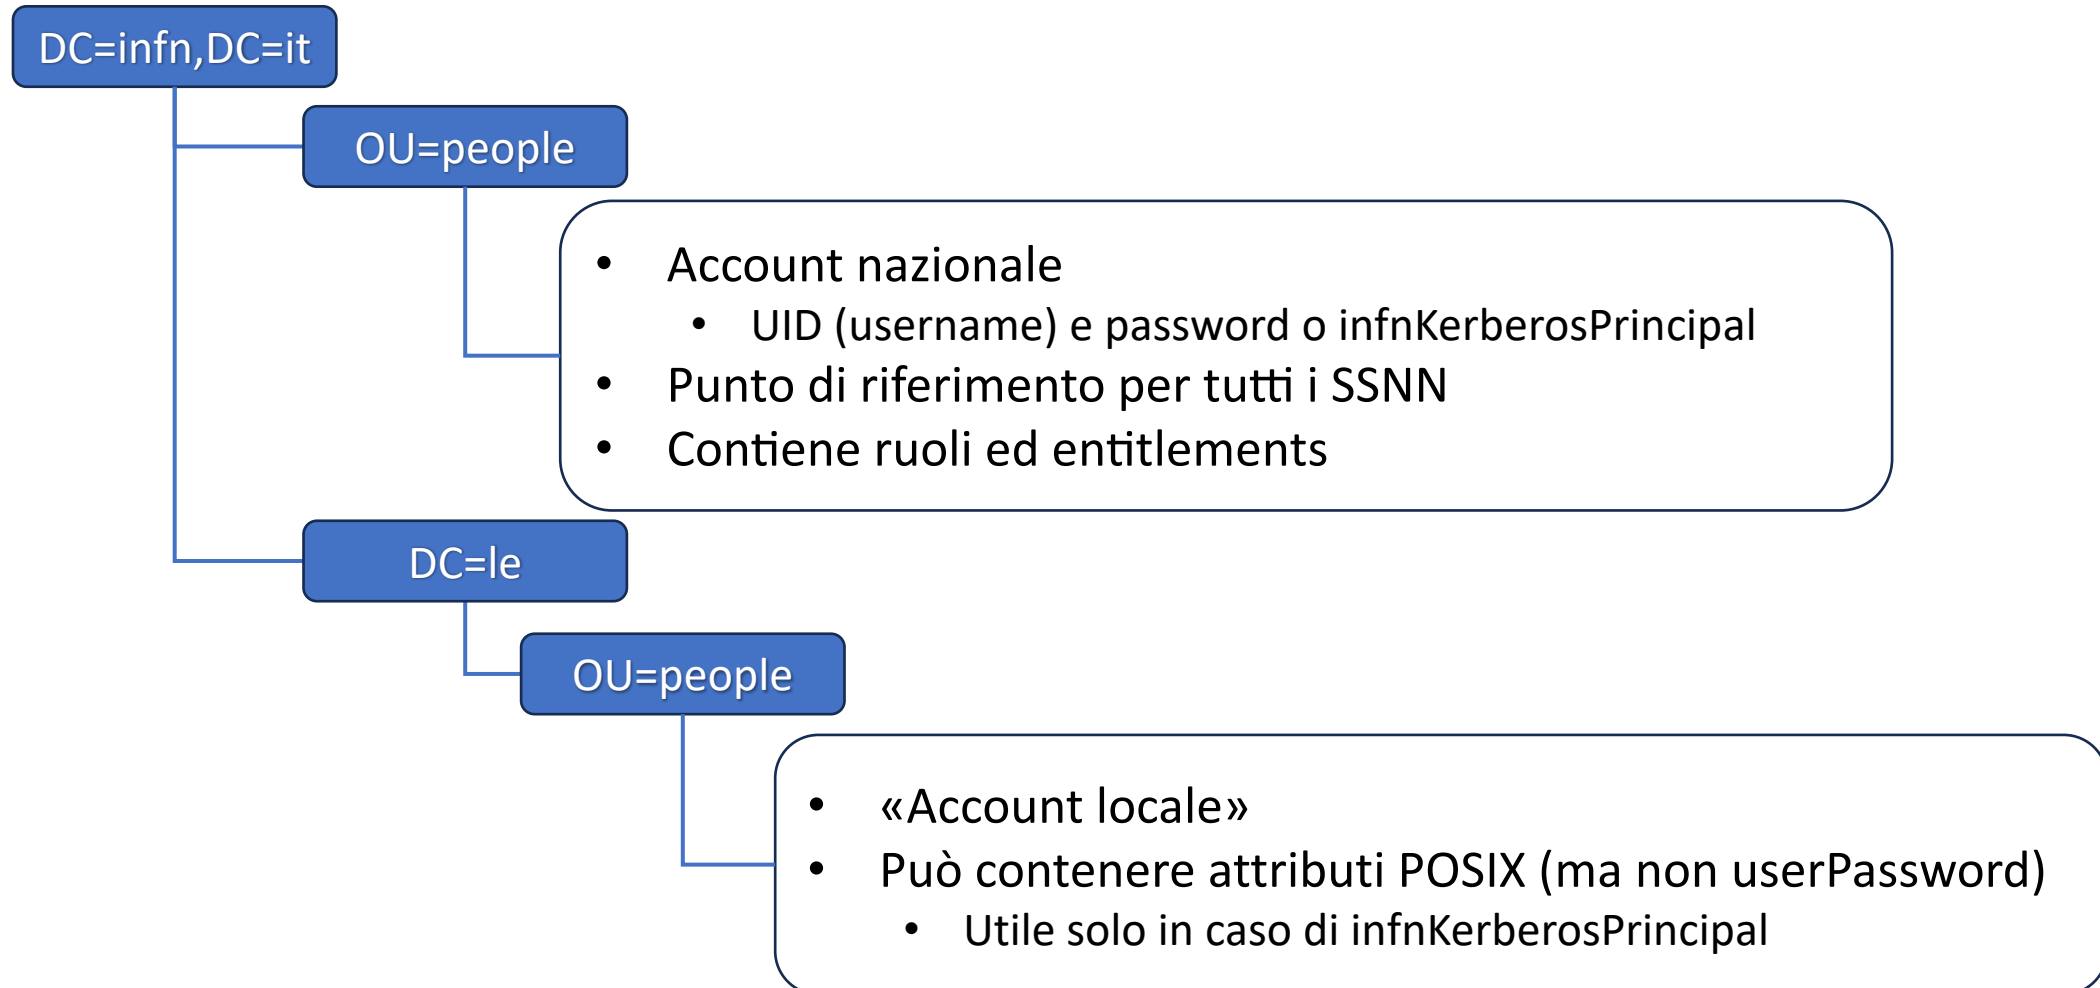 DC=infn,DC=it
OU=people
• Account nazionale
• UID (username) e password o infnKerberosPrincipal
• Punto di riferimento per tutti i SSNN
• Contiene ruoli ed entitlements
DC=le
OU=people
• «Account locale»
• Può contenere attributi POSIX (ma non userPassword)
• Utile solo in caso di infnKerberosPrincipal